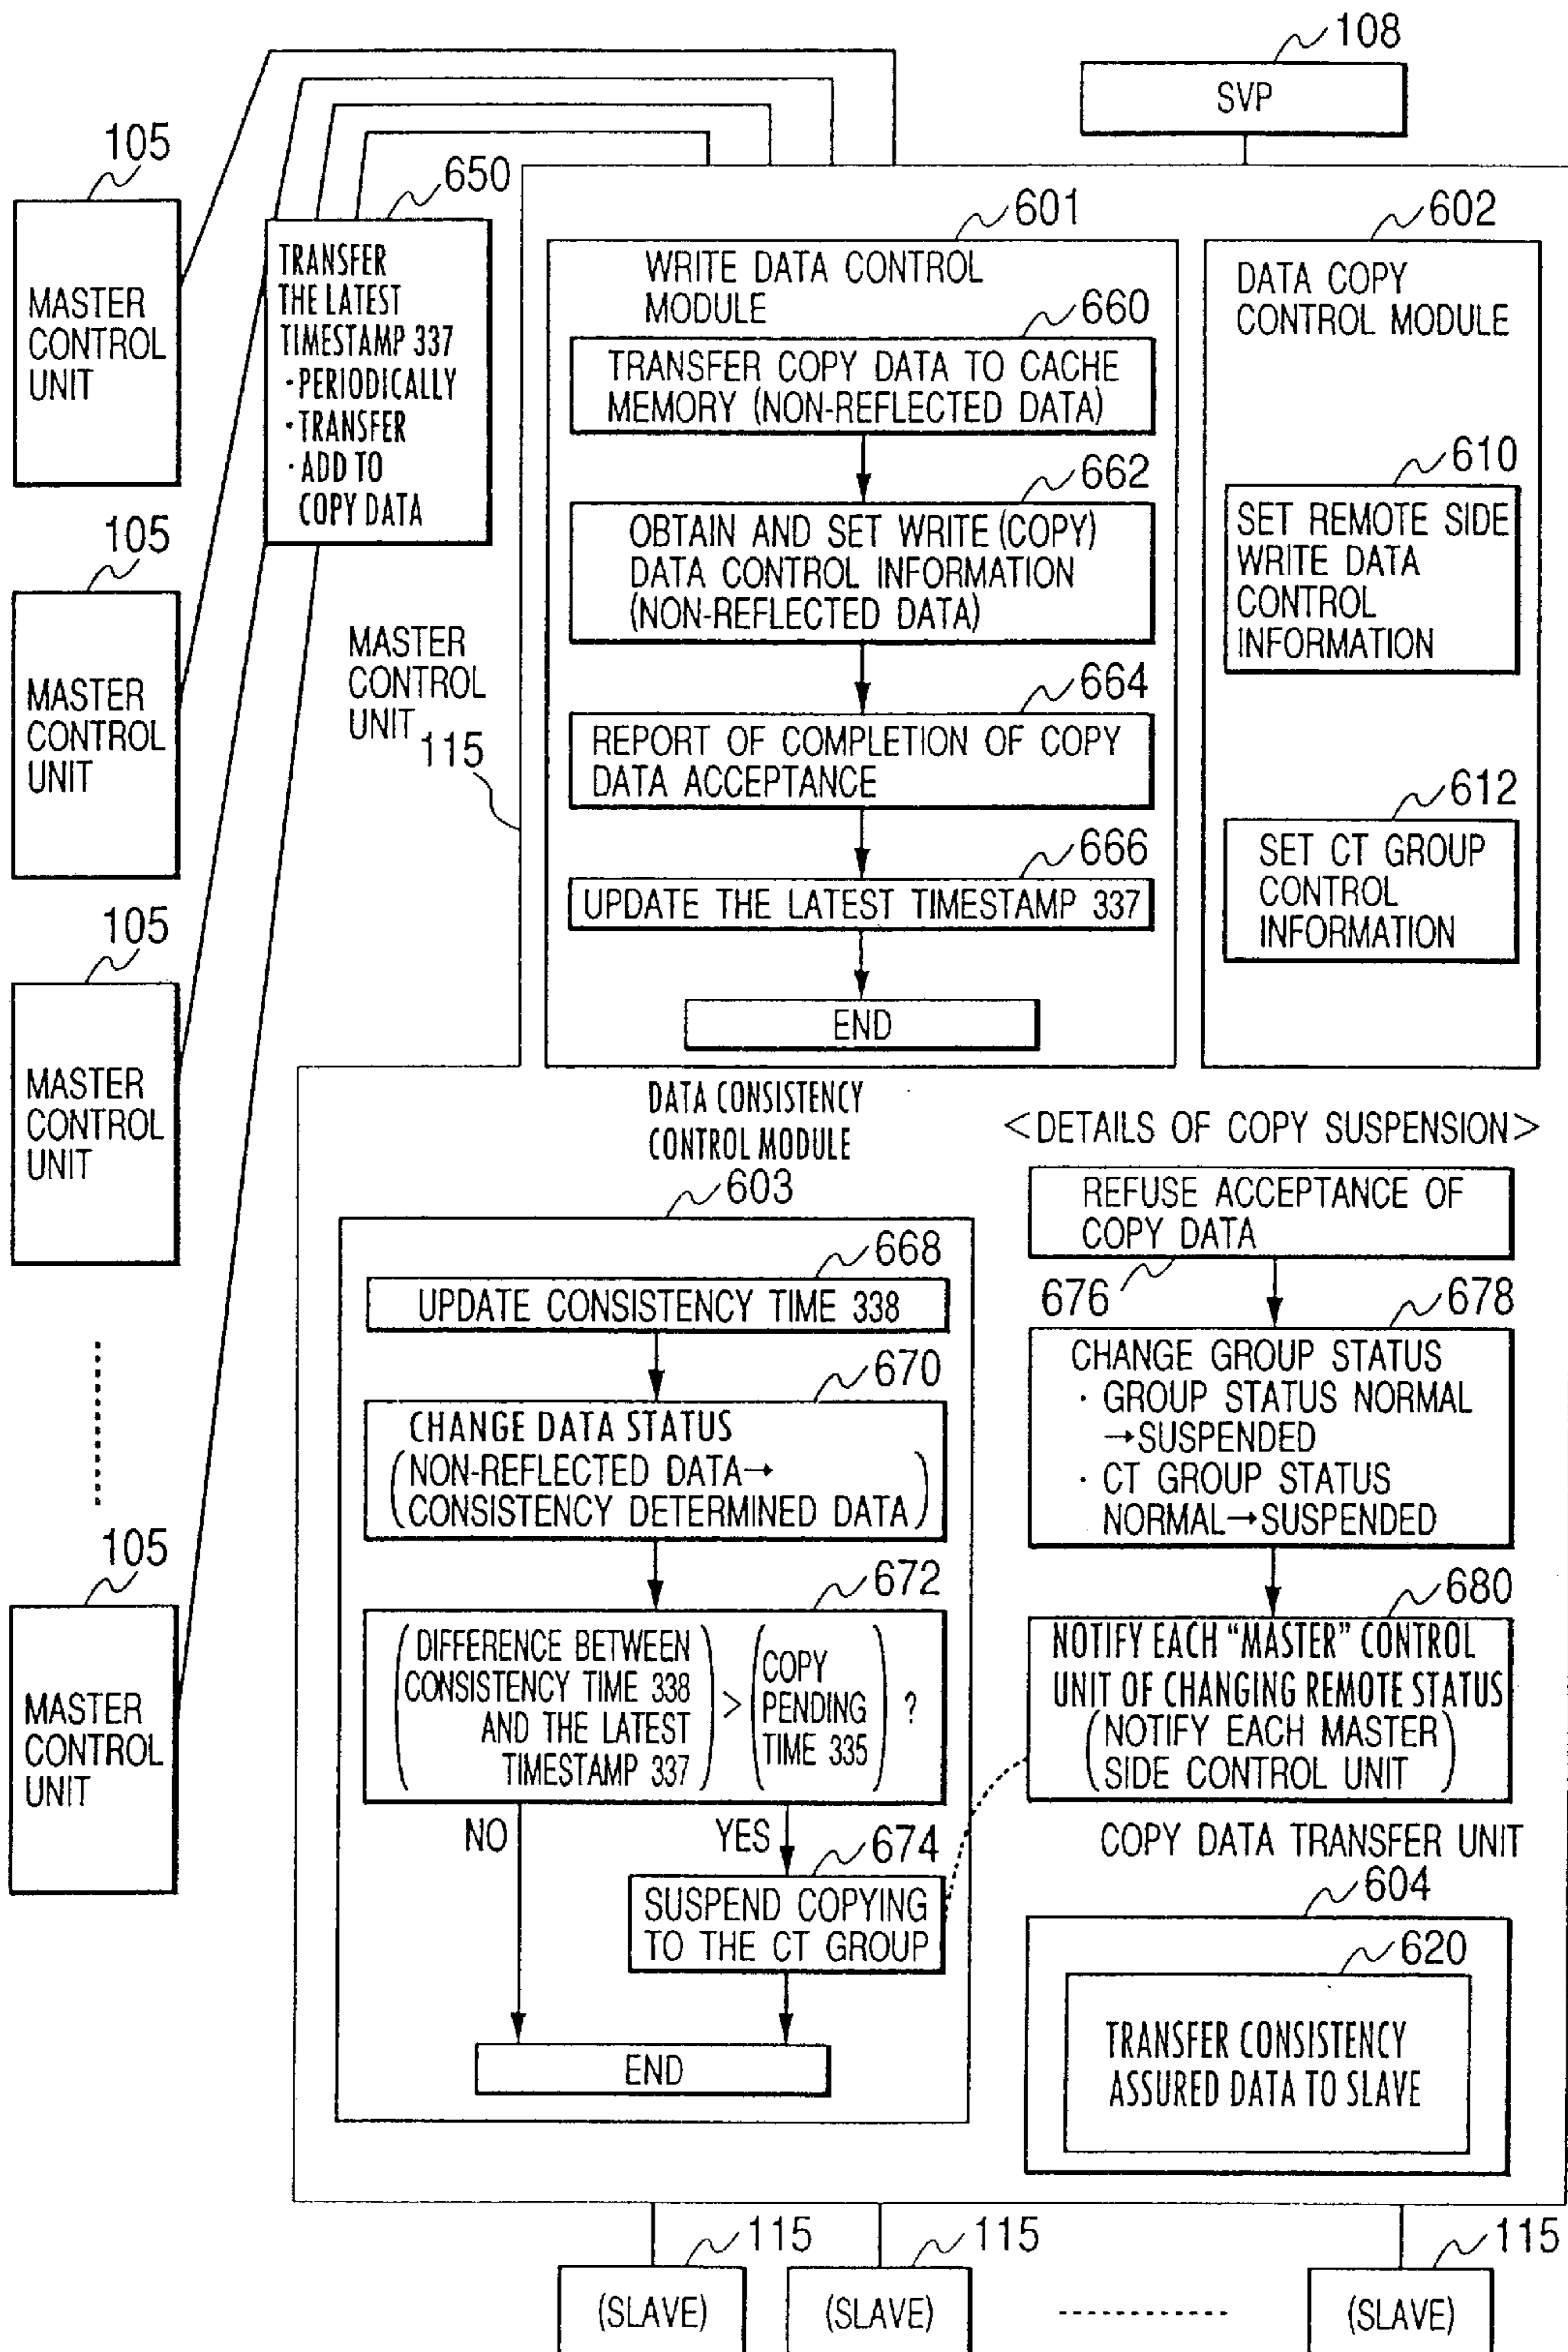 108
SVP
105
MASTER
CONTROL
UNIT
650
TRANSFER
THE LATEST
TIMESTAMP 337
·PERIODICALLY
·TRANSFER
·ADD TO
COPY DATA
105
MASTER
CONTROL
UNIT
105
MASTER
CONTROL
UNIT
105
MASTER
CONTROL
UNIT
MASTER
CONTROL
UNIT
115
601
WRITE DATA CONTROL
MODULE
660
TRANSFER COPY DATA TO CACHE
MEMORY (NON-REFLECTED DATA)
662
OBTAIN AND SET WRITE (COPY)
DATA CONTROL INFORMATION
(NON-REFLECTED DATA)
664
REPORT OF COMPLETION OF COPY
DATA ACCEPTANCE
666
UPDATE THE LATEST TIMESTAMP 337
END
602
DATA COPY
CONTROL MODULE
610
SET REMOTE SIDE
WRITE DATA
CONTROL
INFORMATION
612
SET CT GROUP
CONTROL
INFORMATION
DATA CONSISTENCY
CONTROL MODULE
603
668
UPDATE CONSISTENCY TIME 338
670
CHANGE DATA STATUS
(NON-REFLECTED DATA→
CONSISTENCY DETERMINED DATA)
672
(DIFFERENCE BETWEEN
CONSISTENCY TIME 338
AND THE LATEST
TIMESTAMP 337) >
(COPY
PENDING
TIME 335) ?
NO
YES
674
SUSPEND COPYING
TO THE CT GROUP
END
<DETAILS OF COPY SUSPENSION>
REFUSE ACCEPTANCE OF
COPY DATA
676
678
CHANGE GROUP STATUS
· GROUP STATUS NORMAL
→SUSPENDED
· CT GROUP STATUS
NORMAL→SUSPENDED
680
NOTIFY EACH "MASTER" CONTROL
UNIT OF CHANGING REMOTE STATUS
(NOTIFY EACH MASTER
SIDE CONTROL UNIT)
COPY DATA TRANSFER UNIT
604
620
TRANSFER CONSISTENCY
ASSURED DATA TO SLAVE
115
(SLAVE)
115
(SLAVE)
115
(SLAVE)